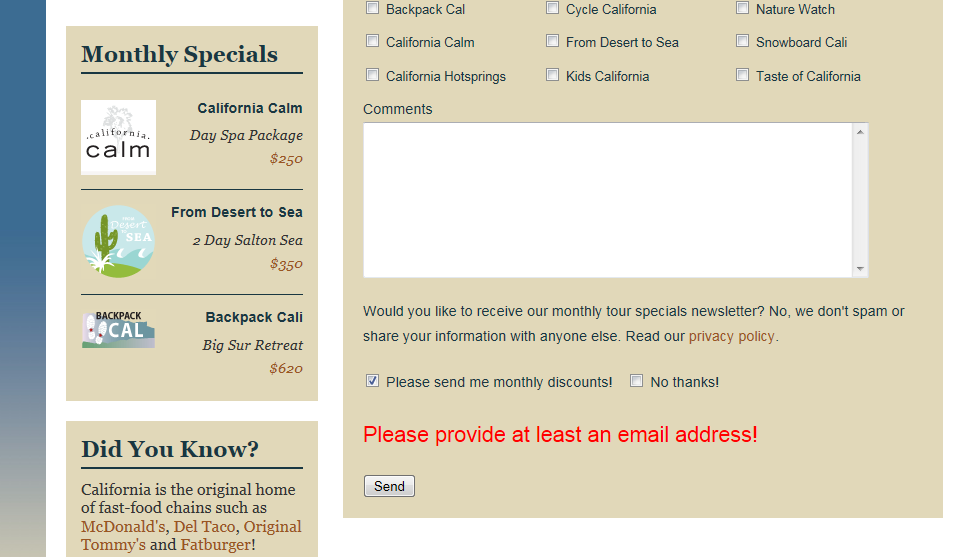 Monthly Specials
california
calm
California Calm
Day Spa Package
$250
FROM
Desert
TO SEA
From Desert to Sea
2 Day Salton Sea
$350
BACKPACK
CAL
Backpack Cali
Big Sur Retreat
$620
Did You Know?
California is the original home
of fast-food chains such as
McDonald's, Del Taco, Original
Tommy's and Fatburger!
Backpack Cal
Cycle California
Nature Watch
California Calm
From Desert to Sea
Snowboard Cali
California Hotsprings
Kids California
Taste of California
Comments
Would you like to receive our monthly tour specials newsletter? No, we don't spam or
share your information with anyone else. Read our privacy policy.
Please send me monthly discounts!
No thanks!
Please provide at least an email address!
Send